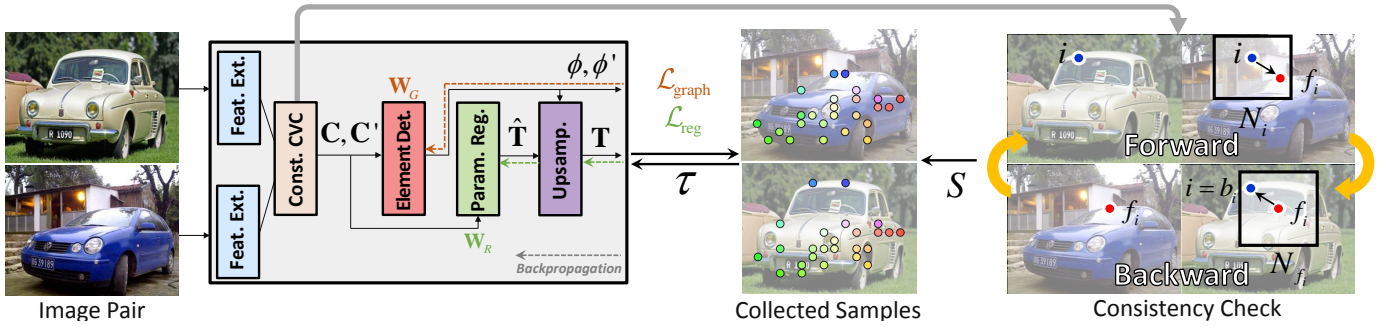 Image Pair
R 1090
Feat. Ext.
Feat. Ext.
Const. CVC
C, C'
W_G
Element Det.
W_R
Param. Reg.
T̂
Upsamp.
T
ϕ, ϕ'
Backpropagation
ℒ_graph
ℒ_reg
τ
Collected Samples
S
i
i
f_i
N_i
Forward
f_i
i = b_i
f_i
N_{f_i}
Backward
Consistency Check